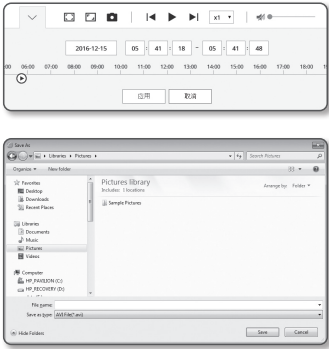 x1
2016-12-15 05 : 41 : 18 - 05 : 41 : 48
:00 06:00 07:00 08:00 09:00 10:00 11:00 12:00 13:00 14:00 15:00 16:00 17:00 18:00 1
应用 取消
Save As
Libraries Pictures Search Pictures
Organize New folder
Favorites
Desktop
Downloads
Recent Places
Libraries
Documents
Music
Pictures
Videos
Computer
HP_PAVILION (C:)
HP_RECOVERY (D:)
Pictures library
Includes: 1 locations
Arrange by: Folder
Sample Pictures
File name:
Save as type: AVI File(*.avi)
Hide Folders Save Cancel